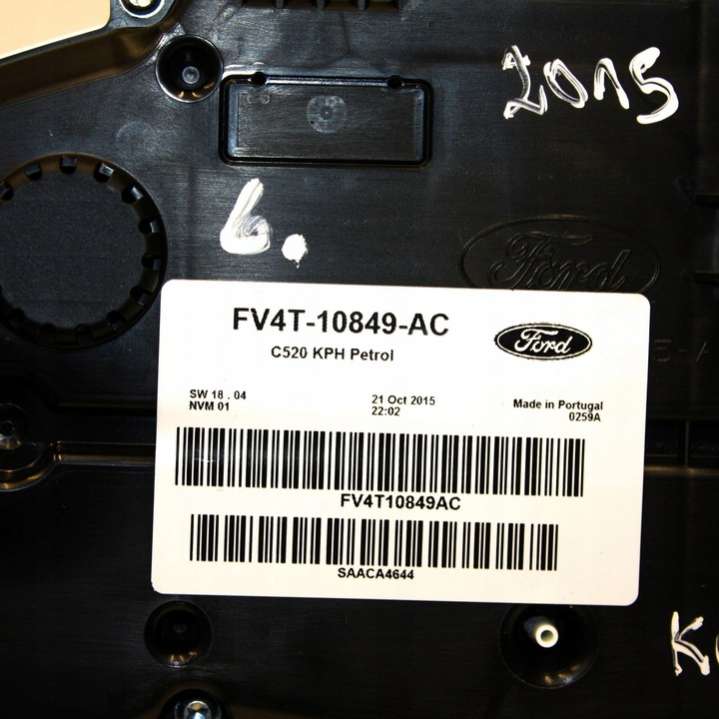 2015
6.
Ford
FV4T-10849-AC
Ford
C520 KPH Petrol
SW 18 . 04
NVM 01
21 Oct 2015
22:02
Made in Portugal
0259A
FV4T10849AC
SAACA4644